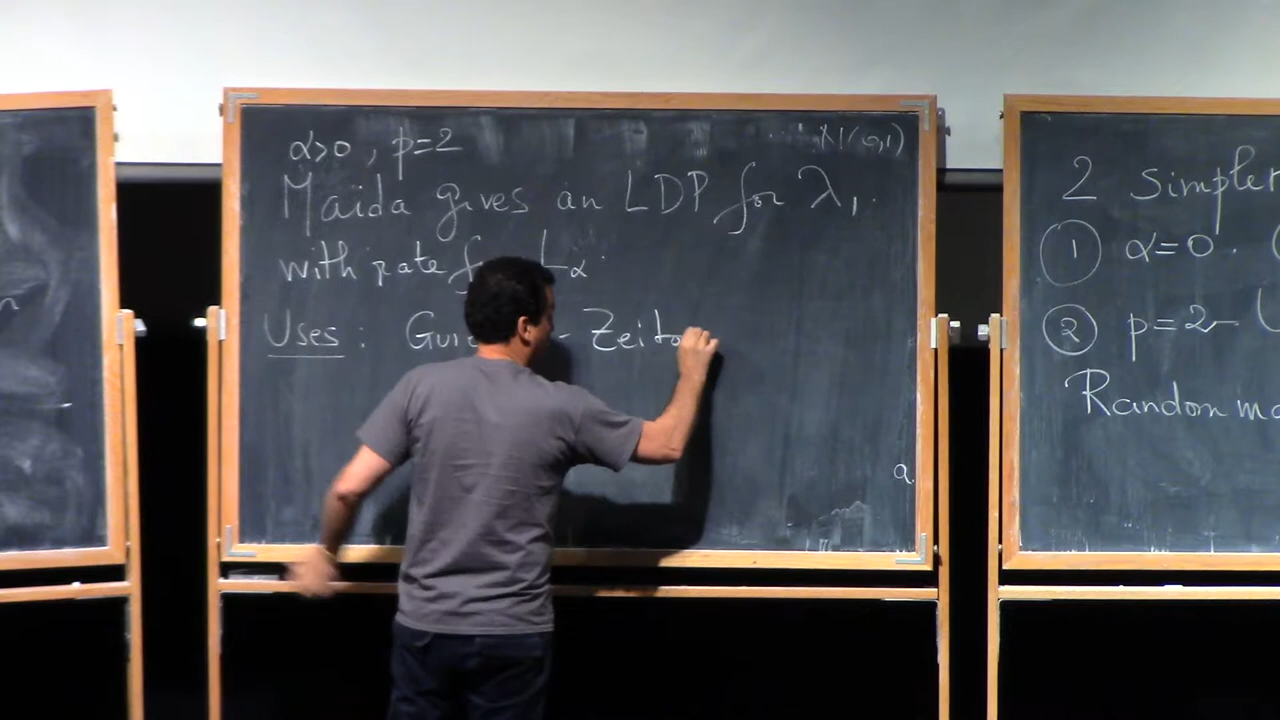 α>0, p=2
N(0,1)
Maida gives an LDP for λ₁.
with rate
Uses: - Zeito
a
2 Simpler
① α=0.
② p=2
Random ma